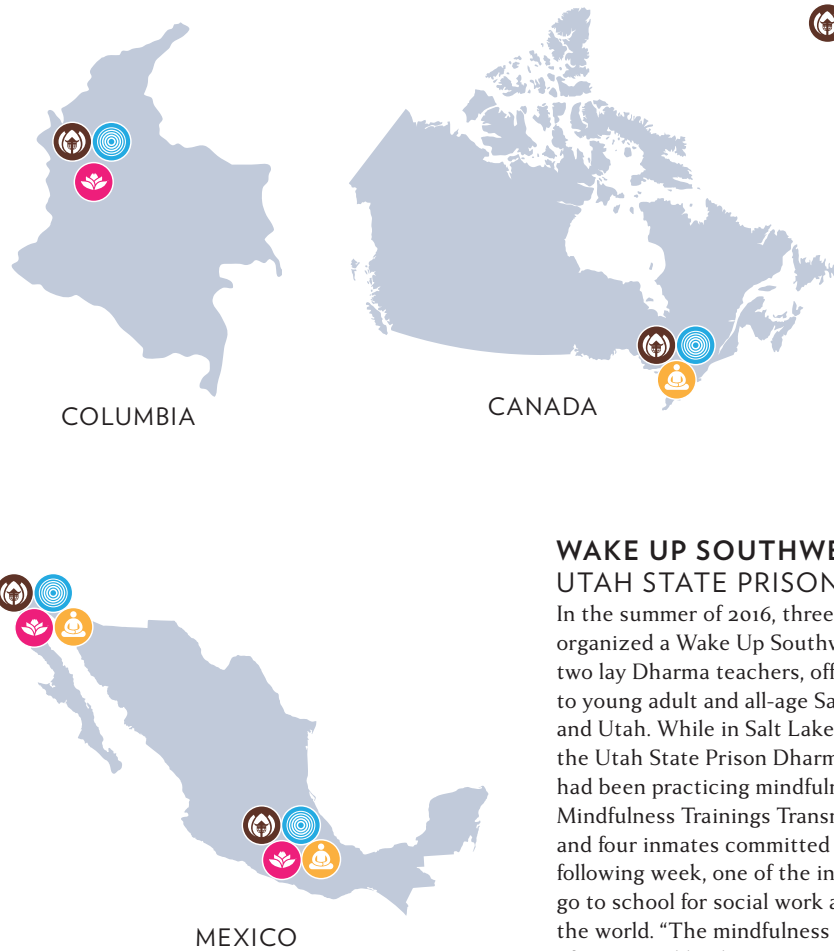 COLUMBIA
CANADA
MEXICO
WAKE UP SOUTHWE
UTAH STATE PRISON
In the summer of 2016, three
organized a Wake Up Southw
two lay Dharma teachers, off
to young adult and all-age Sa
and Utah. While in Salt Lake
the Utah State Prison Dharm
had been practicing mindfuln
Mindfulness Trainings Transm
and four inmates committed
following week, one of the in
go to school for social work a
the world. “The mindfulness